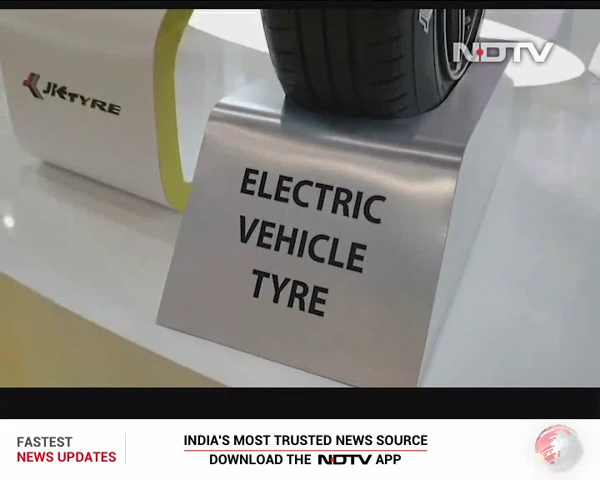 NDTV
JK TYRE
ELECTRIC
VEHICLE
TYRE
FASTEST
NEWS UPDATES
INDIA'S MOST TRUSTED NEWS SOURCE
DOWNLOAD THE NDTV APP